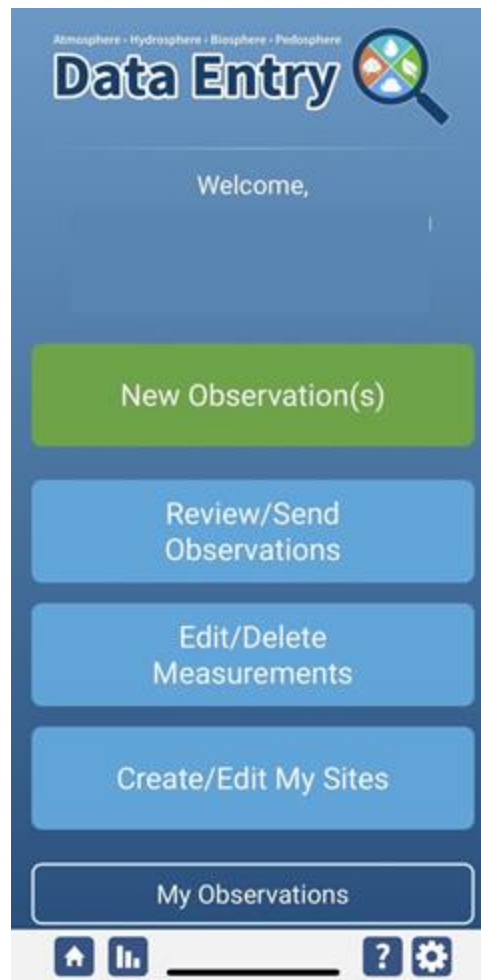 Atmosphere - Hydrosphere - Biosphere - Pedosphere
Data Entry
Welcome,
New Observation(s)
Review/Send
Observations
Edit/Delete
Measurements
Create/Edit My Sites
My Observations
?